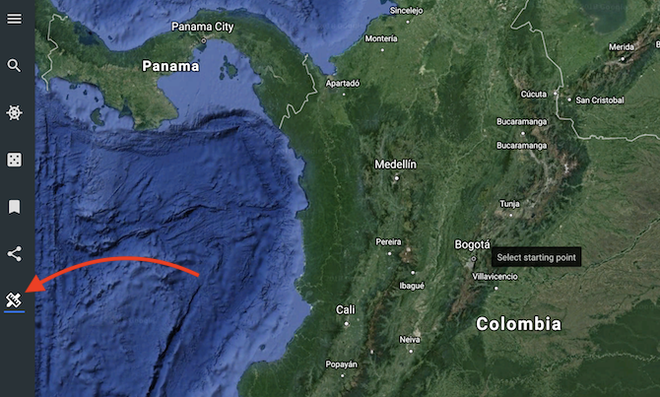 Sincelejo
Panama City
Montería
Merida
B
Panama
Apartadó
Cúcuta
San Cristobal
Bucaramanga
Bucaramanga
Medellín
Tunja
Pereira
Bogotá
Select starting point
Villavicencio
Ibagué
Cali
Colombia
Neiva
Popayán